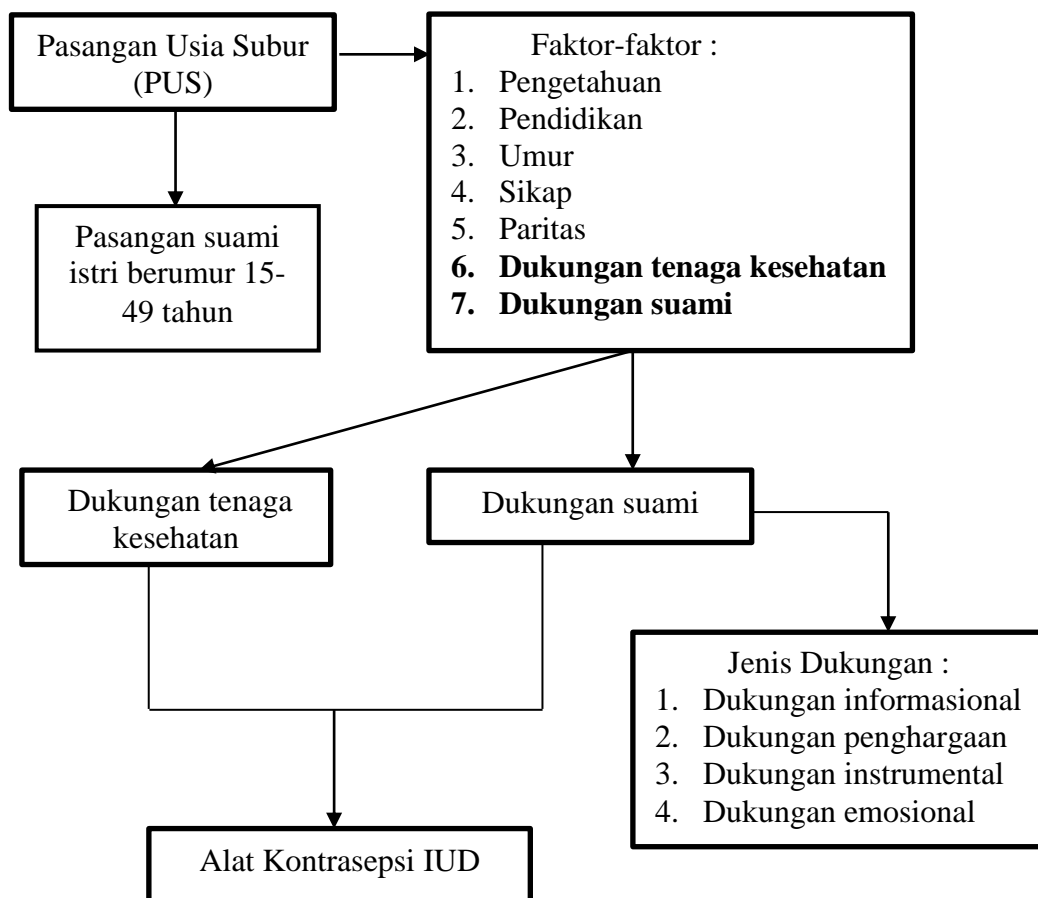 Pasangan Usia Subur
(PUS)
Faktor-faktor :
1. Pengetahuan
2. Pendidikan
3. Umur
4. Sikap
5. Paritas
6. Dukungan tenaga kesehatan
7. Dukungan suami
Pasangan suami
istri berumur 15-
49 tahun
Dukungan tenaga
kesehatan
Dukungan suami
Jenis Dukungan :
1. Dukungan informasional
2. Dukungan penghargaan
3. Dukungan instrumental
4. Dukungan emosional
Alat Kontrasepsi IUD